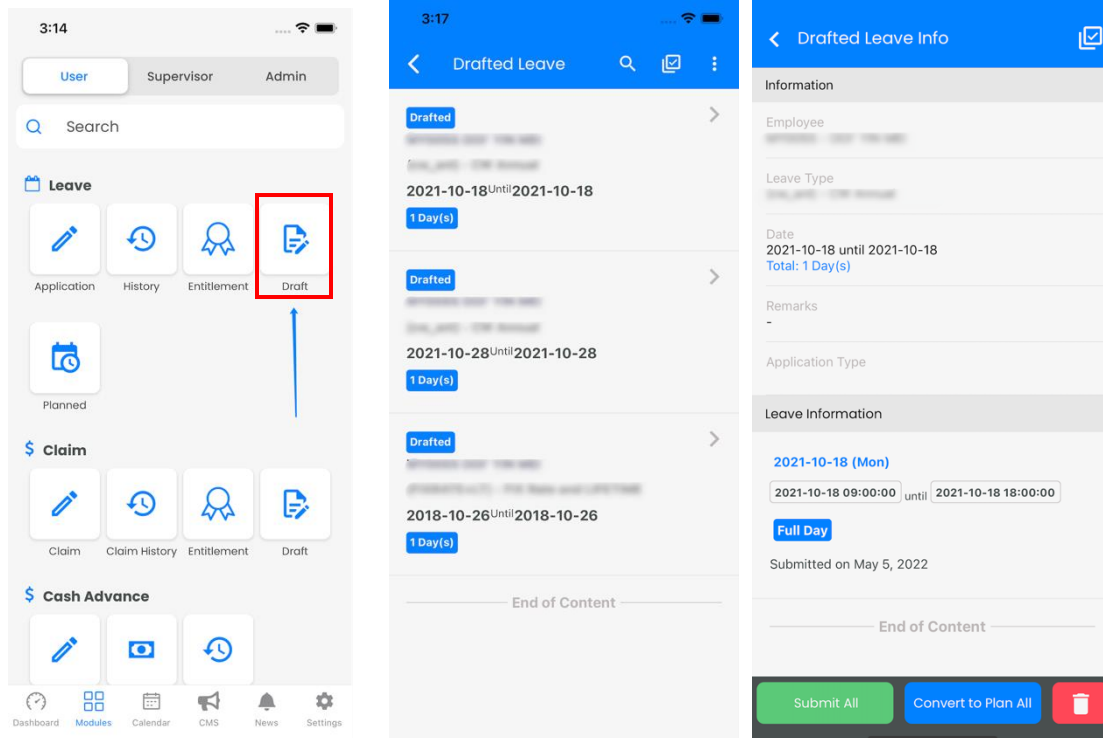 3:14
User Supervisor Admin
Search
Leave
Application History Entitlement Draft
Planned
$ Claim
Claim Claim History Entitlement Draft
$ Cash Advance
Dashboard Modules Calendar CMS News Settings
3:17
Drafted Leave
Drafted
2021-10-18Until2021-10-18
1 Day(s)
Drafted
2021-10-28Until2021-10-28
1 Day(s)
Drafted
2018-10-26Until2018-10-26
1 Day(s)
End of Content
Drafted Leave Info
Information
Employee
Leave Type
Date
2021-10-18 until 2021-10-18
Total: 1 Day(s)
Remarks
-
Application Type
Leave Information
2021-10-18 (Mon)
2021-10-18 09:00:00 until 2021-10-18 18:00:00
Full Day
Submitted on May 5, 2022
End of Content
Submit All Convert to Plan All